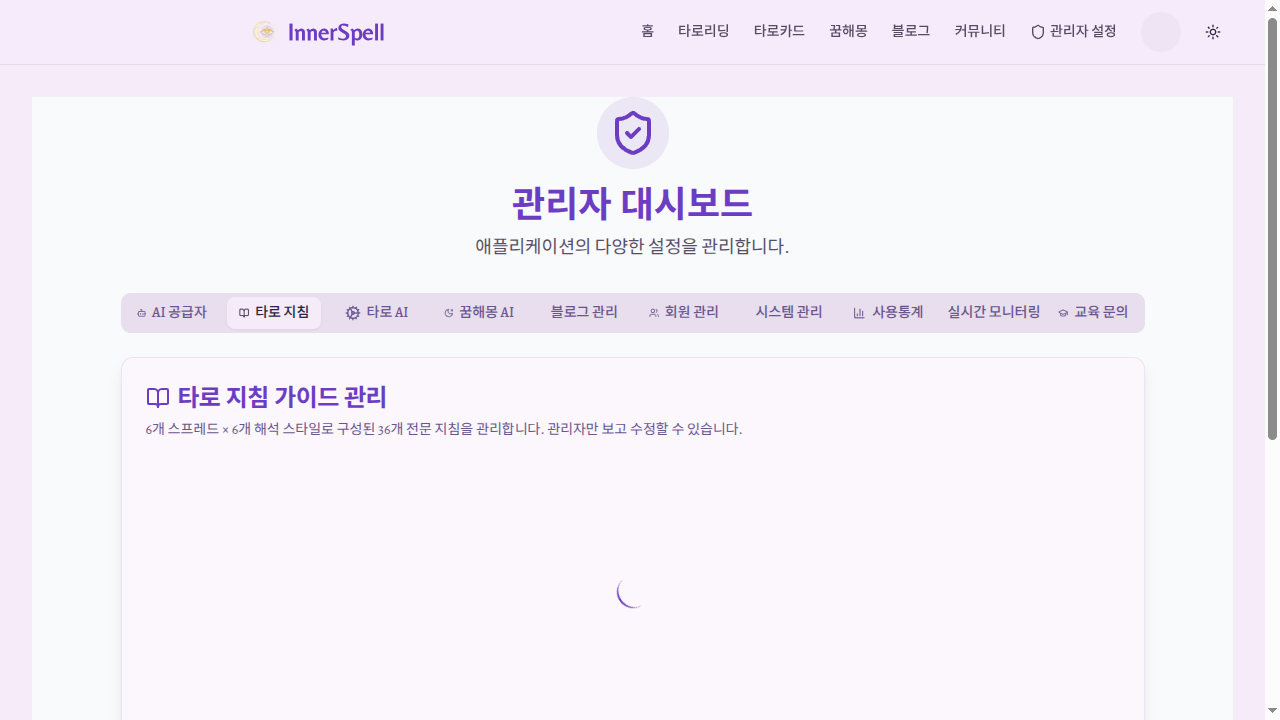 InnerSpell
홈 타로리딩 타로카드 꿈해몽 블로그 커뮤니티 관리자 설정
관리자 대시보드
애플리케이션의 다양한 설정을 관리합니다.
AI 공급자 타로 지침 타로 AI 꿈해몽 AI 블로그 관리 회원 관리 시스템 관리 사용통계 실시간 모니터링 교육 문의
타로 지침 가이드 관리
6개 스프레드 × 6개 해석 스타일로 구성된 36개 전문 지침을 관리합니다. 관리자만 보고 수정할 수 있습니다.